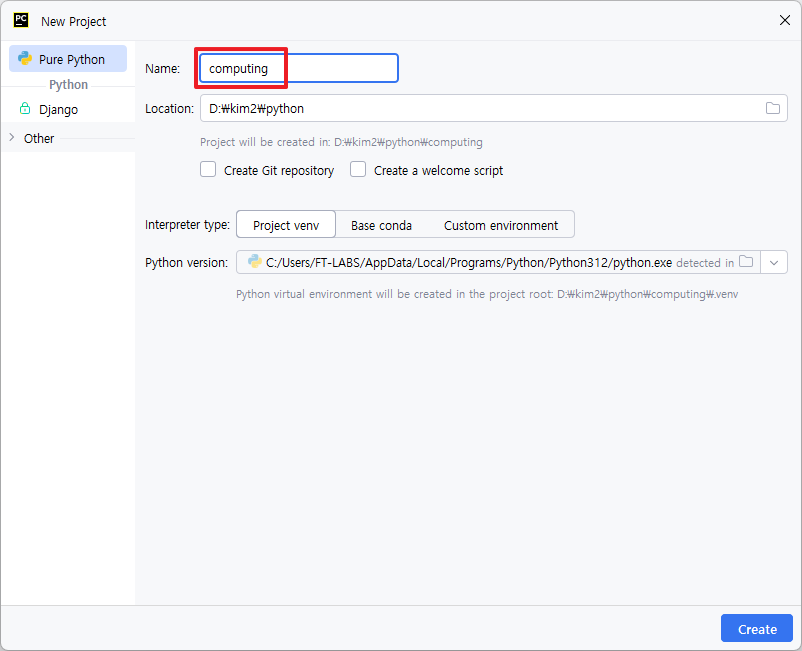 PC New Project
Pure Python
Python
Django
Other
Name: computing
Location: D:₩kim2₩python
Project will be created in: D:₩kim2₩python₩computing
Create Git repository Create a welcome script
Interpreter type: Project venv Base conda Custom environment
Python version: C:/Users/FT-LABS/AppData/Local/Programs/Python/Python312/python.exe detected in
Python virtual environment will be created in the project root: D:₩kim2₩python₩computing₩.venv
Create